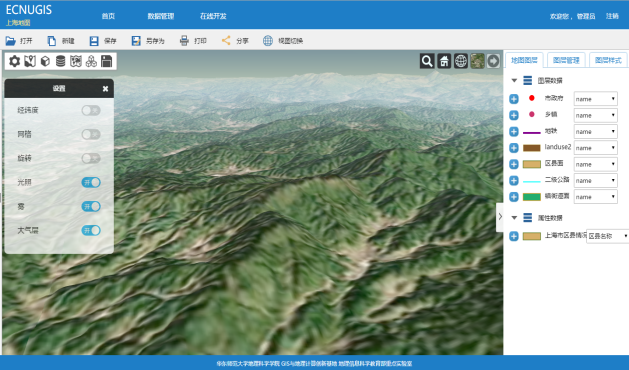 ECNUGIS
上海地图
首页 数据管理 在线开发 欢迎您， 管理员 注销
打开 新建 保存 另存为 打印 分享 视图切换
地图图层 图层管理 图层样式
设置
经纬度
网格
旋转
光照 开
雾 开
大气层 开
图层数据
市政府 name
乡镇 name
地铁 name
landuse2 name
区县面 name
二级公路 name
镇街道面 name
属性数据
上海市区县情况 区县名称
华东师范大学地理科学学院 GIS与地理计算创新基地 地理信息科学教育部重点实验室